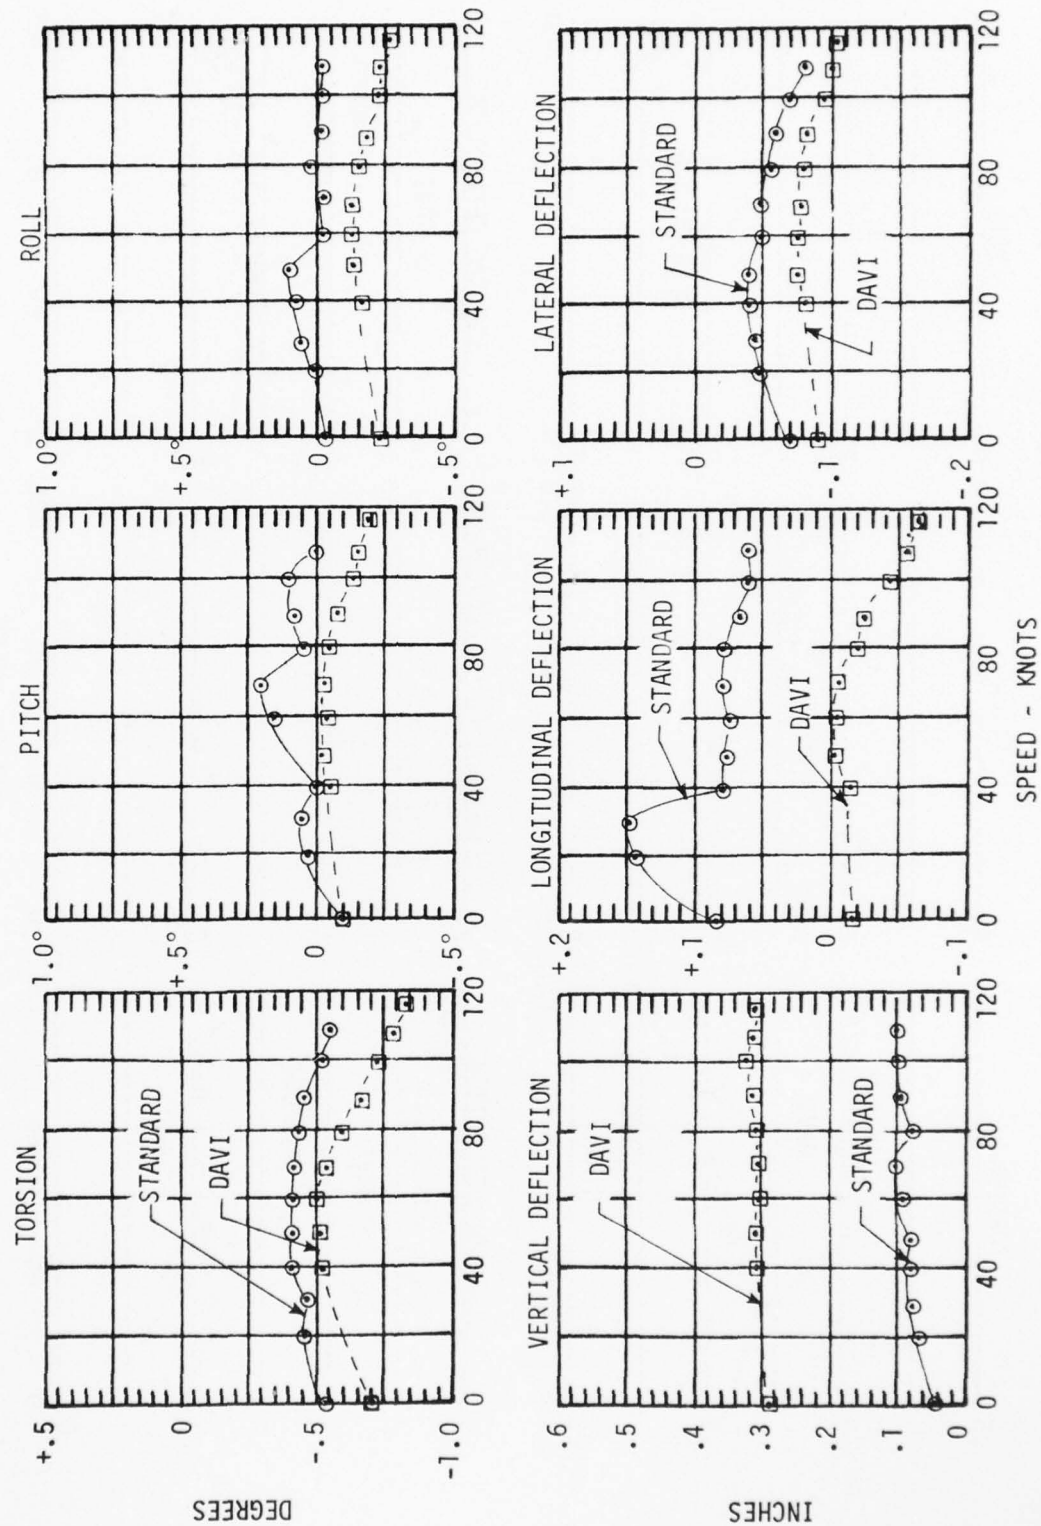 TORSION
PITCH
ROLL
DEGREES
+.5
0
-.5
-1.0
1.0°
+.5°
0
-.5°
1.0°
+.5°
0
-.5°
STANDARD
DAVI
0 40 80 120
0 40 80 120
0 40 80 120
VERTICAL DEFLECTION
LONGITUDINAL DEFLECTION
LATERAL DEFLECTION
INCHES
.6
.5
.4
.3
.2
.1
0
+.2
+.1
0
-.1
+.1
0
-.1
-.2
DAVI
STANDARD
STANDARD
DAVI
STANDARD
DAVI
0 40 80 120
0 40 80 120
0 40 80 120
SPEED - KNOTS